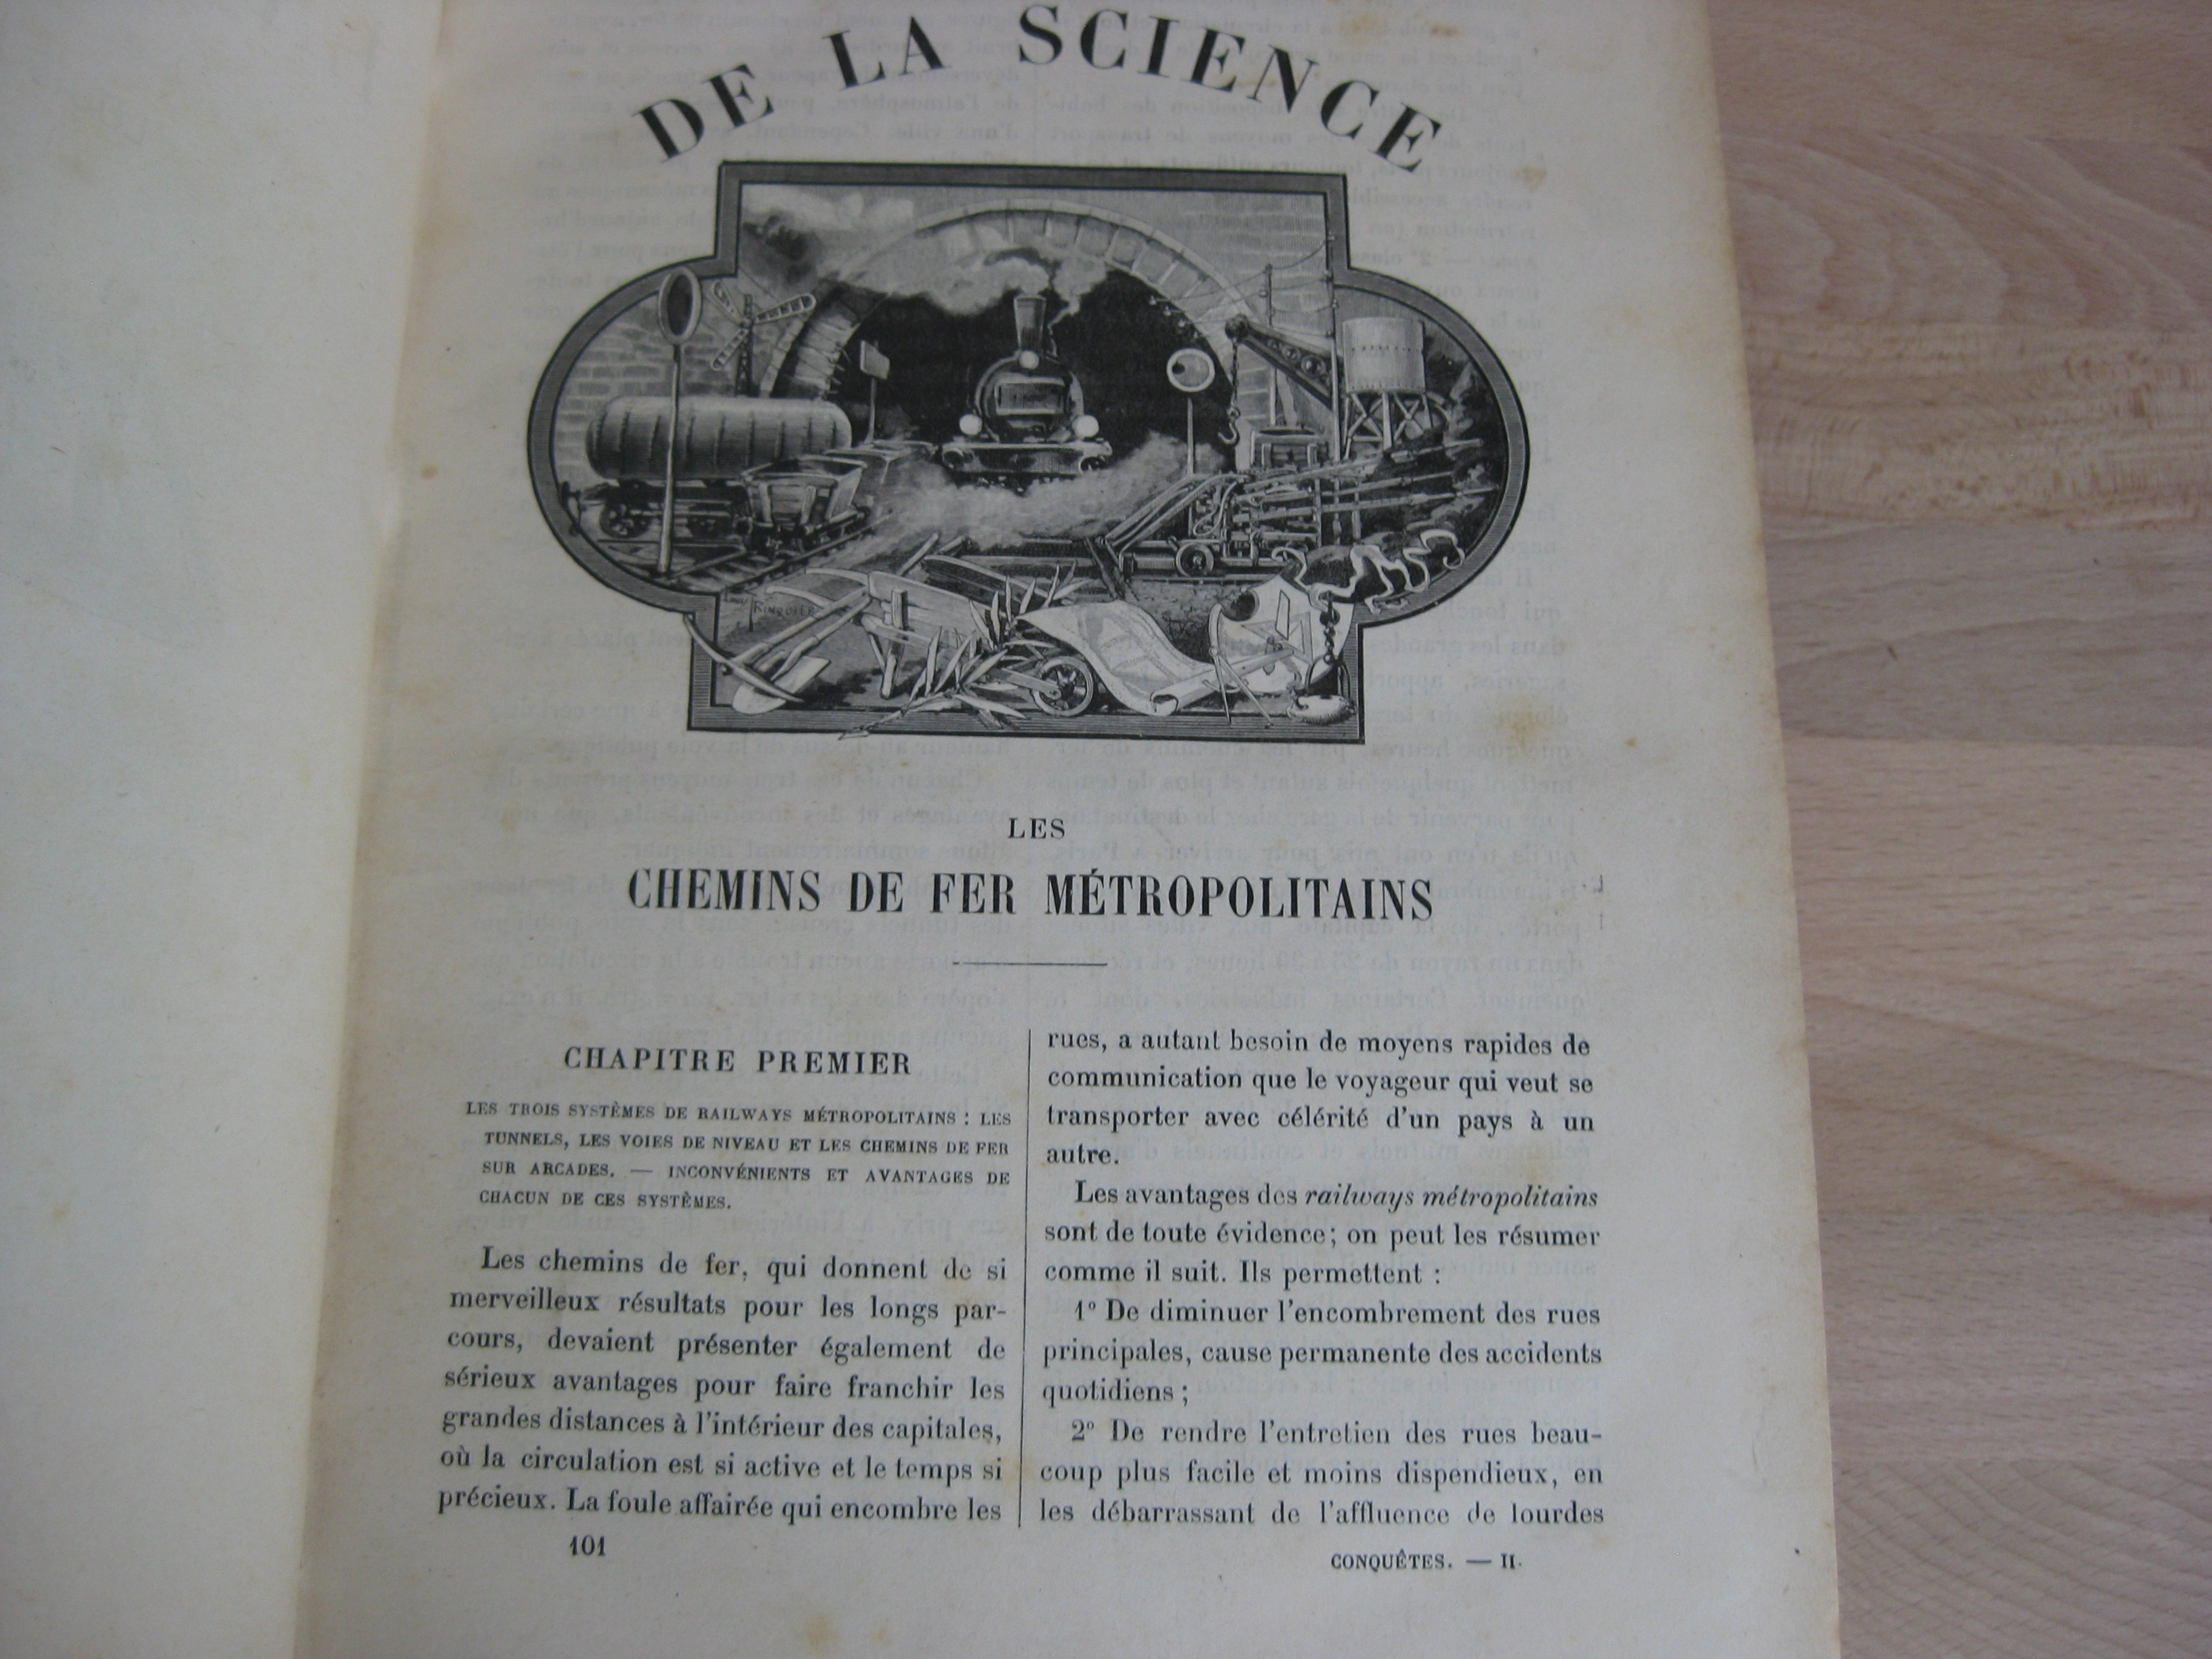 DE LA SCIENCE
LES
CHEMINS DE FER MÉTROPOLITAINS
CHAPITRE PREMIER
LES TROIS SYSTÈMES DE RAILWAYS MÉTROPOLITAINS : LES
TUNNELS, LES VOIES DE NIVEAU ET LES CHEMINS DE FER
SUR ARCADES. — INCONVÉNIENTS ET AVANTAGES DE
CHACUN DE CES SYSTÈMES.
Les chemins de fer, qui donnent de si
merveilleux résultats pour les longs par-
cours, devaient présenter également de
sérieux avantages pour faire franchir les
grandes distances à l'intérieur des capitales,
où la circulation est si active et le temps si
précieux. La foule affairée qui encombre les
101
rues, a autant besoin de moyens rapides de
communication que le voyageur qui veut se
transporter avec célérité d'un pays à un
autre.
Les avantages des railways métropolitains
sont de toute évidence; on peut les résumer
comme il suit. Ils permettent :
1° De diminuer l'encombrement des rues
principales, cause permanente des accidents
quotidiens ;
2° De rendre l'entretien des rues beau-
coup plus facile et moins dispendieux, en
les débarrassant de l'affluence de lourdes
CONQUÊTES. — II.